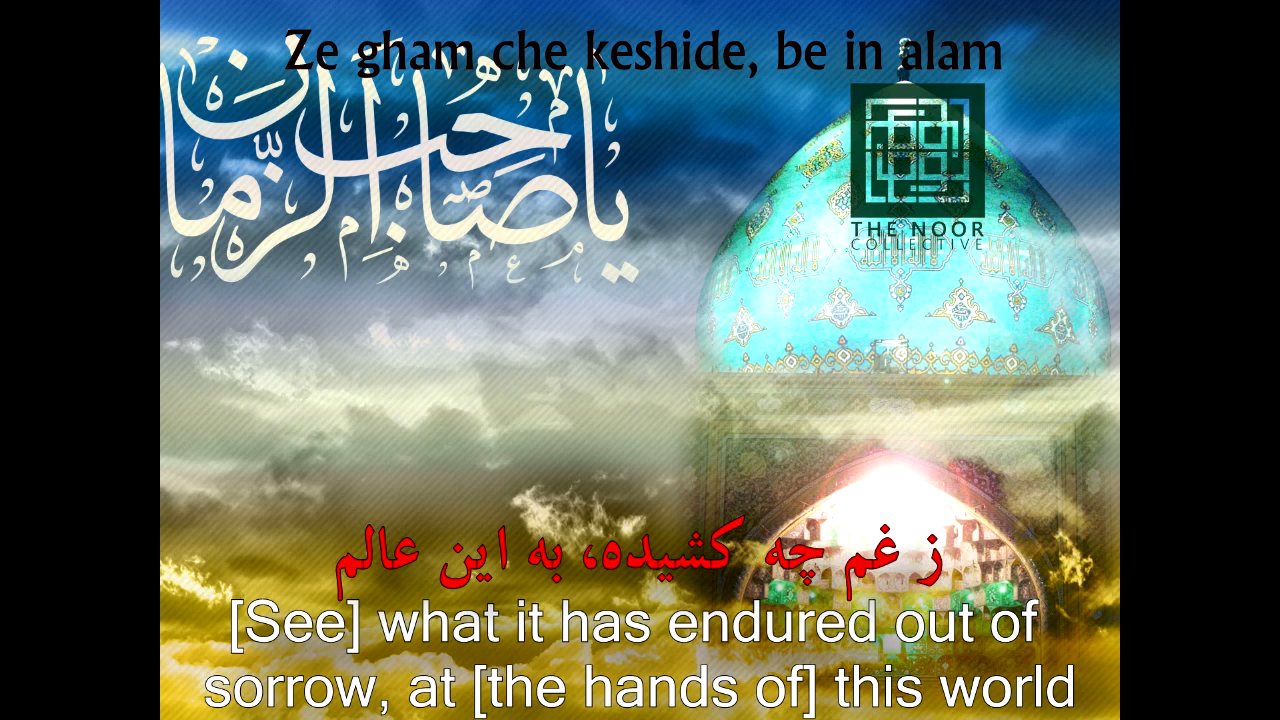 Ze gham che keshide, be in alam
یا صاحب الزمان
THE NOOR
COLLECTIVE
ز غم چه کشیده، به این عالم
[See] what it has endured out of
sorrow, at [the hands of] this world